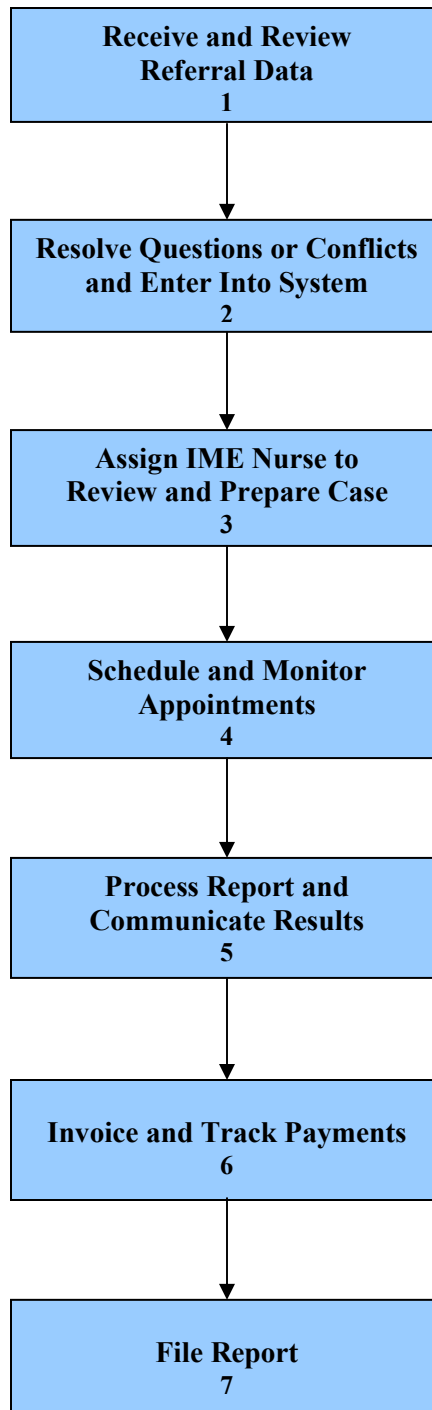 Receive and Review
Referral Data
1
Resolve Questions or Conflicts
and Enter Into System
2
Assign IME Nurse to
Review and Prepare Case
3
Schedule and Monitor
Appointments
4
Process Report and
Communicate Results
5
Invoice and Track Payments
6
File Report
7